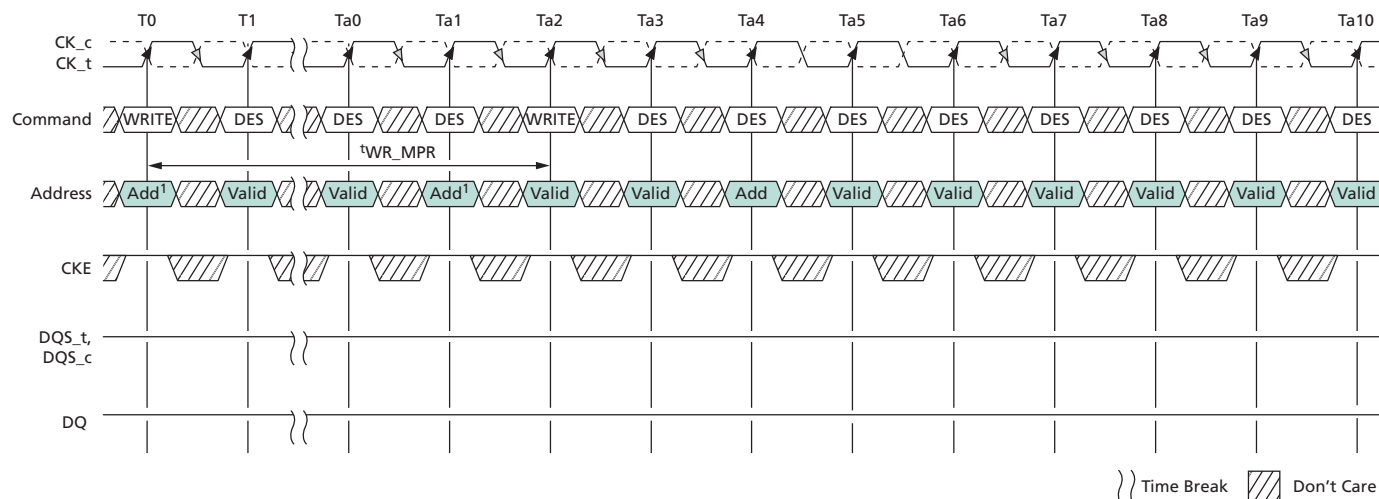 T0 T1 Ta0 Ta1 Ta2 Ta3 Ta4 Ta5 Ta6 Ta7 Ta8 Ta9 Ta10
CK_c
CK_t
Command WRITE DES DES DES WRITE DES DES DES DES DES DES DES DES
tWR_MPR
Address Add1 Valid Valid Add1 Valid Valid Add Valid Valid Valid Valid Valid Valid
CKE
DQS_t,
DQS_c
DQ
Time Break Don't Care